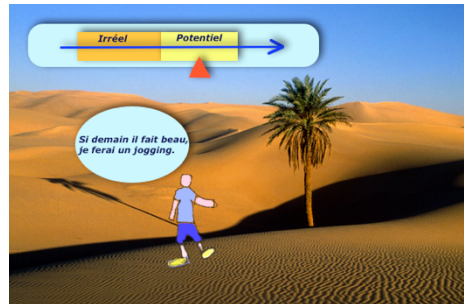 Irréel Potentiel
Si demain il fait beau,
je ferai un jogging.